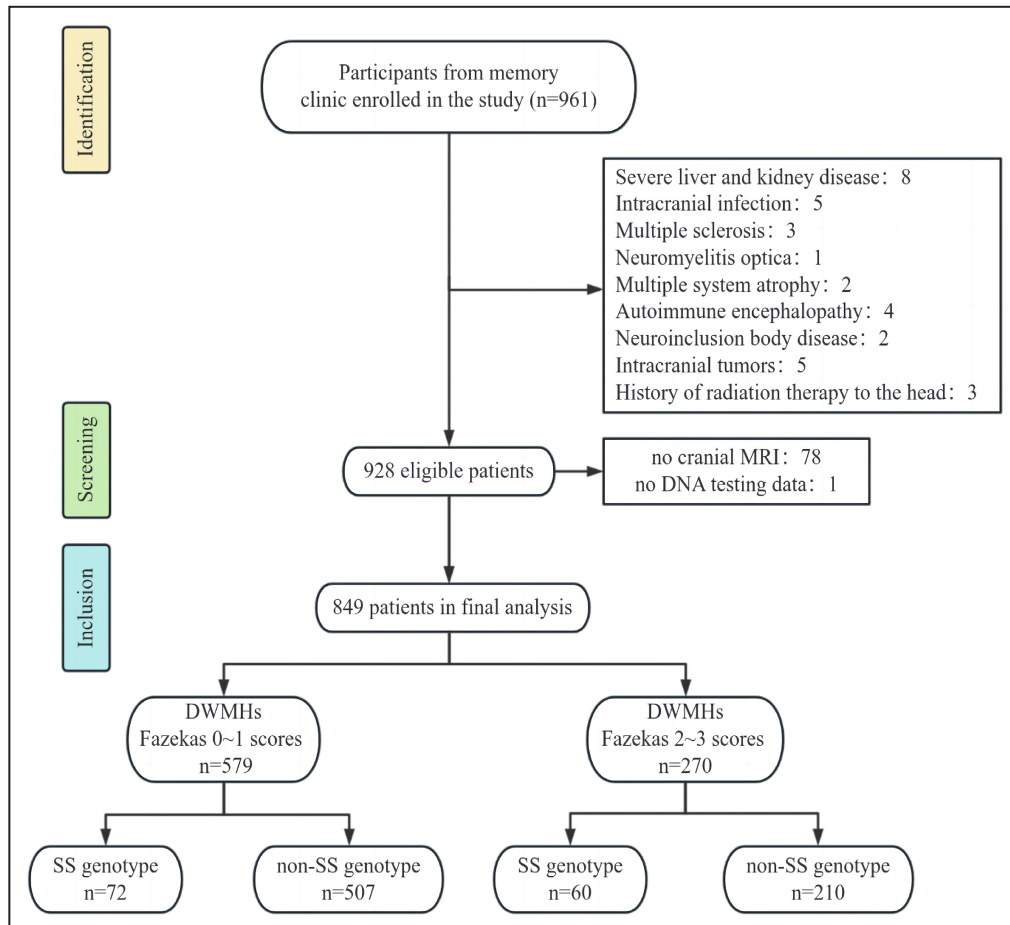 Identification
Participants from memory
clinic enrolled in the study (n=961)
Severe liver and kidney disease：8
Intracranial infection：5
Multiple sclerosis：3
Neuromyelitis optica：1
Multiple system atrophy：2
Autoimmune encephalopathy：4
Neuroinclusion body disease：2
Intracranial tumors：5
History of radiation therapy to the head：3
Screening
928 eligible patients
no cranial MRI：78
no DNA testing data：1
Inclusion
849 patients in final analysis
DWMHs
Fazekas 0~1 scores
n=579
DWMHs
Fazekas 2~3 scores
n=270
SS genotype
n=72
non-SS genotype
n=507
SS genotype
n=60
non-SS genotype
n=210